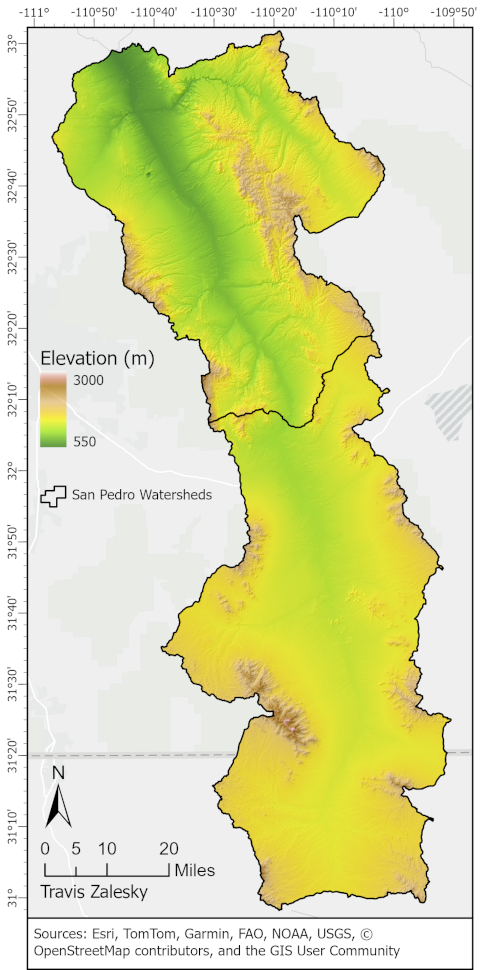 -111° -110°50' -110°40' -110°30' -110°20' -110°10' -110° -109°50'
33°
32°50'
32°40'
32°30'
32°20'
32°10'
32°
31°50'
31°40'
31°30'
31°20'
31°10'
31°
Elevation (m)
3000
550
San Pedro Watersheds
N
0 5 10 20
Miles
Travis Zalesky
Sources: Esri, TomTom, Garmin, FAO, NOAA, USGS, ©
OpenStreetMap contributors, and the GIS User Community